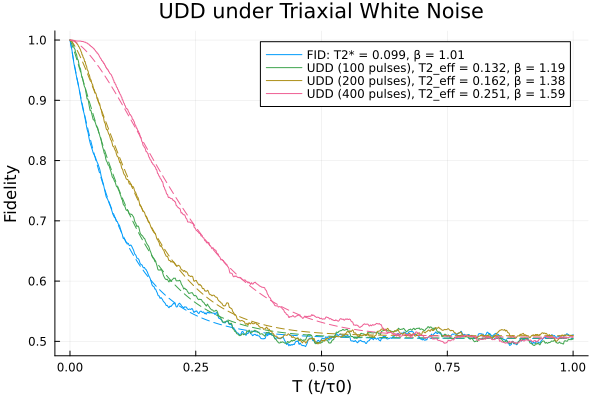 UDD under Triaxial White Noise
FID: T2* = 0.099, β = 1.01
UDD (100 pulses), T2_eff = 0.132, β = 1.19
UDD (200 pulses), T2_eff = 0.162, β = 1.38
UDD (400 pulses), T2_eff = 0.251, β = 1.59
Fidelity
1.0
0.9
0.8
0.7
0.6
0.5
0.00
0.25
0.50
0.75
1.00
T (t/τ0)